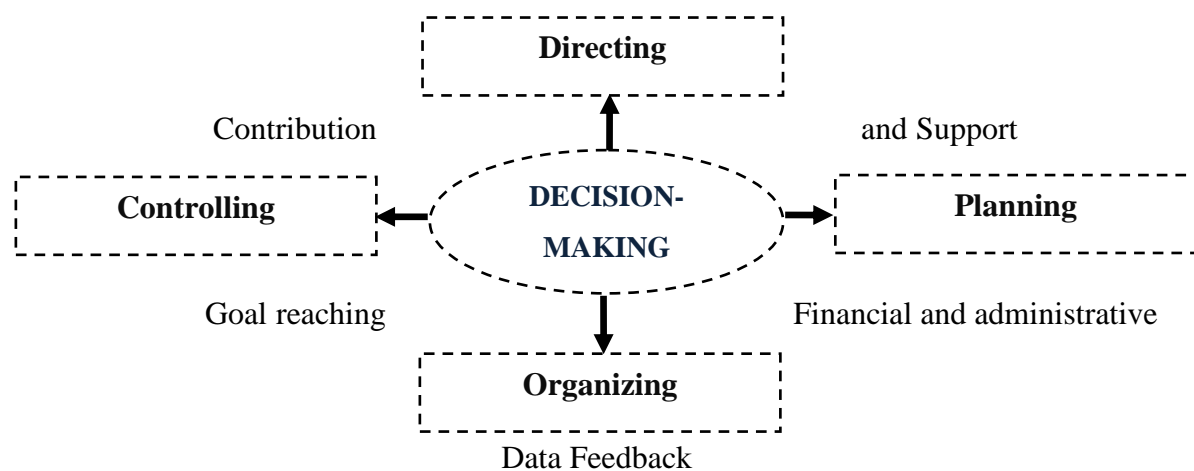 Directing
Contribution
and Support
Controlling
DECISION-
MAKING
Planning
Goal reaching
Financial and administrative
Organizing
Data Feedback